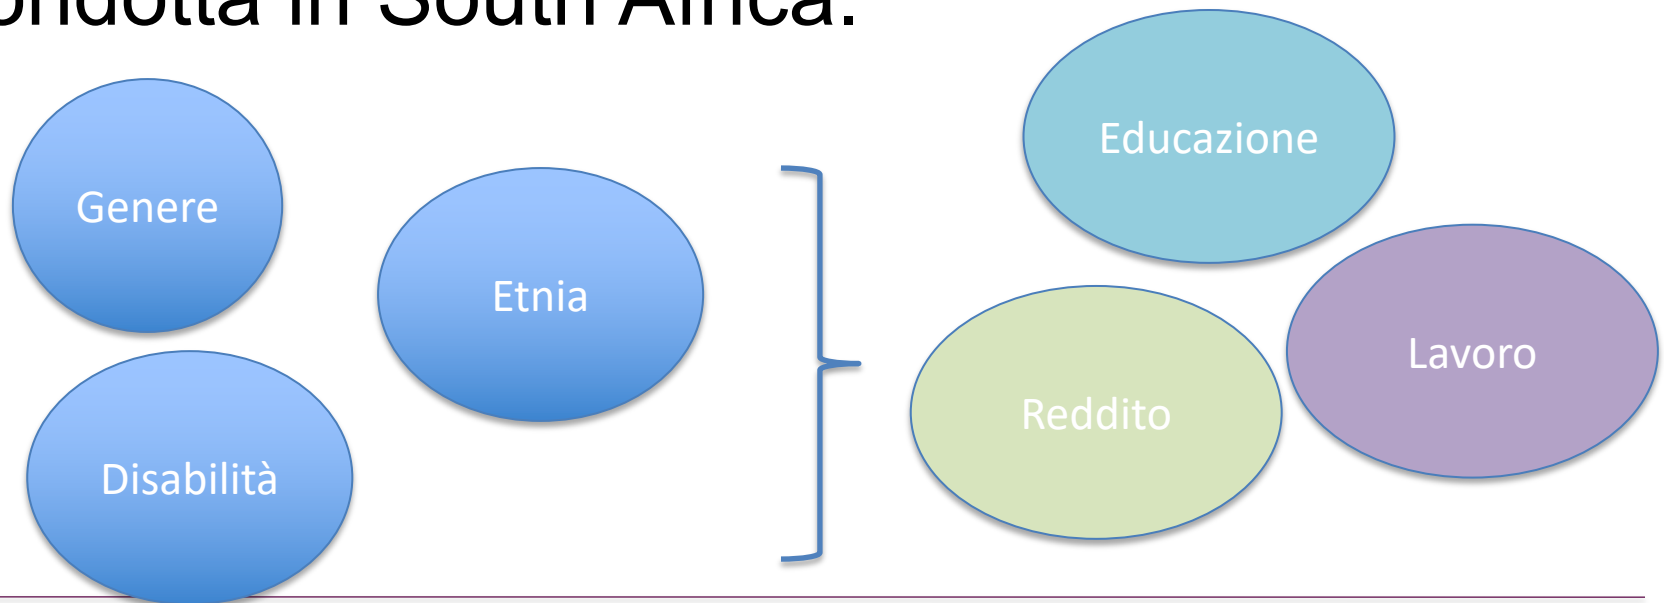 ondotta in South Africa.
Genere
Etnia
Disabilità
Educazione
Lavoro
Reddito